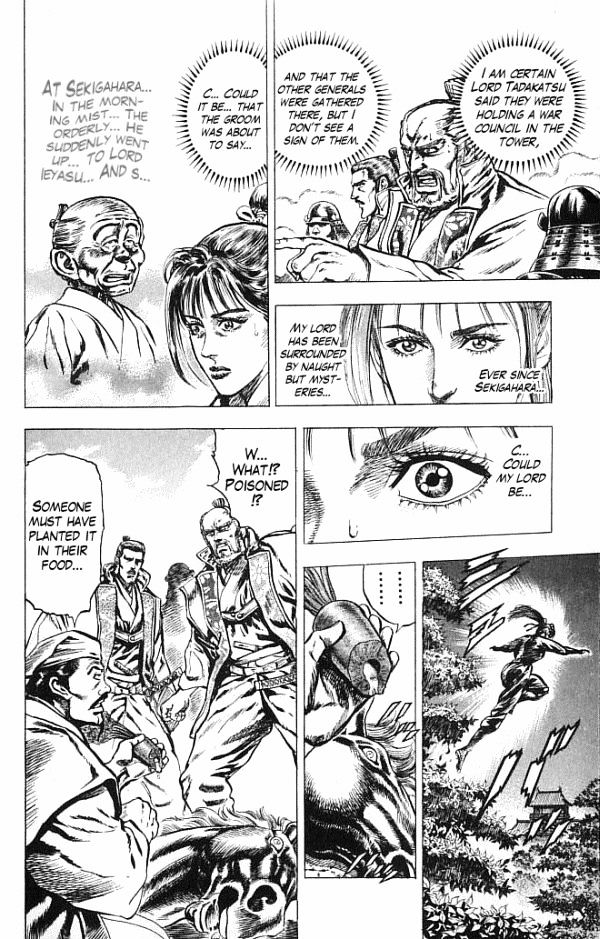 I AM CERTAIN
LORD TADAKATSU
SAID THEY WERE
HOLDING A WAR
COUNCIL IN THE
TOWER,
AND THAT THE
OTHER GENERALS
WERE GATHERED
THERE, BUT I
DON'T SEE A
SIGN OF THEM.
C... COULD
IT BE... THAT
THE GROOM
WAS ABOUT
TO SAY...
AT SEKIGAHARA...
IN THE MORN-
ING MIST... THE
ORDERLY... HE
SUDDENLY WENT
UP... TO LORD
IEYASU... AND S...
EVER SINCE
SEKIGAHARA...
MY LORD
HAS BEEN
SURROUNDED
BY NAUGHT
BUT MYST-
ERIES...
C...
COULD
MY LORD
BE...
W...
WHAT!?
POISONED
!?
SOMEONE
MUST HAVE
PLANTED IT
IN THEIR
FOOD...